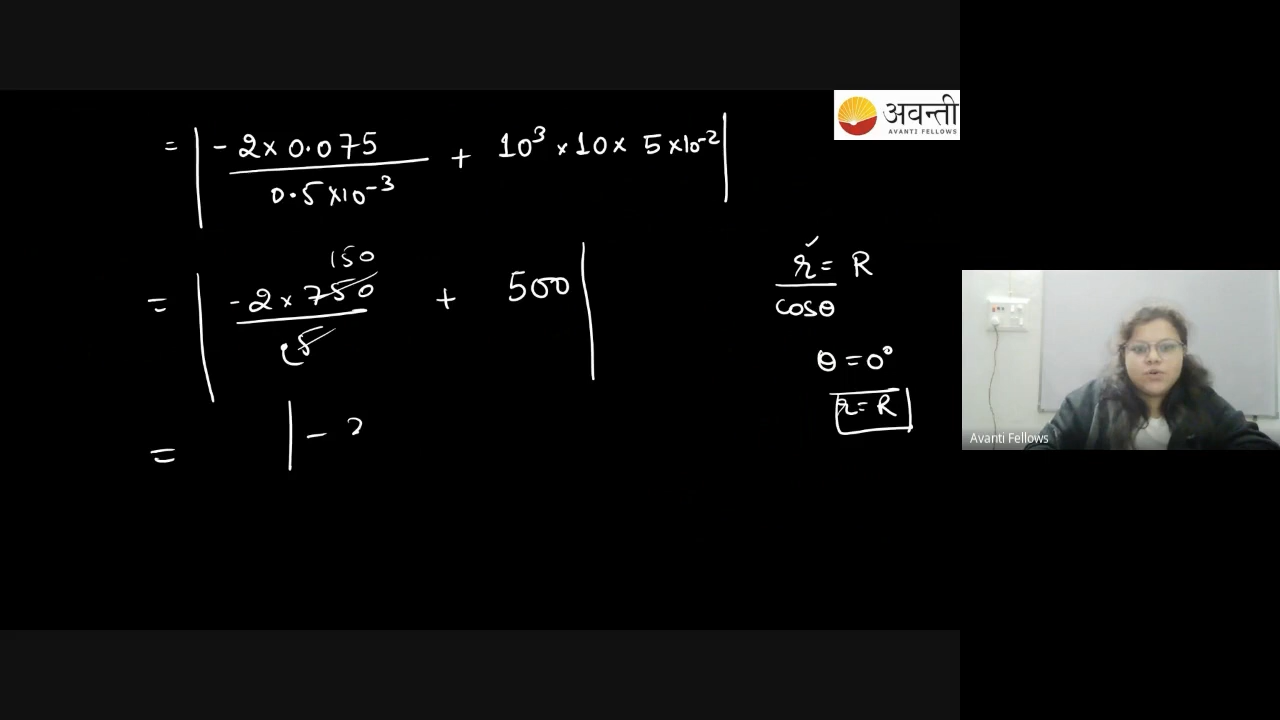 अवन्ती
AVANTI FELLOWS
= | - 2 × 0.075 / 0.5 × 10⁻³ + 10³ × 10 × 5 × 10⁻² |
= | - 2 × 750 / 5 + 500 |
150
= | - 2
r / cosθ = R
θ = 0°
r = R
Avanti Fellows